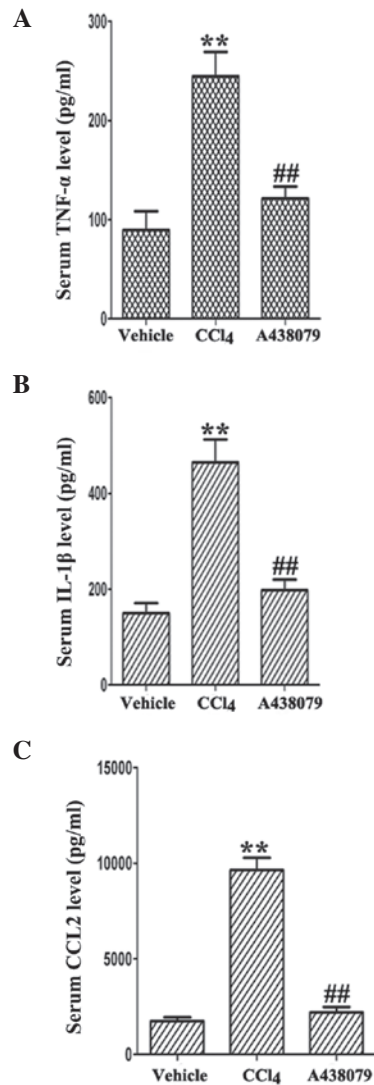 A
Serum TNF-α level (pg/ml)
300
200
100
0
**
##
Vehicle CCl4 A438079
B
Serum IL-1β level (pg/ml)
600
400
200
0
**
##
Vehicle CCl4 A438079
C
Serum CCL2 level (pg/ml)
15000
10000
5000
0
**
##
Vehicle CCl4 A438079